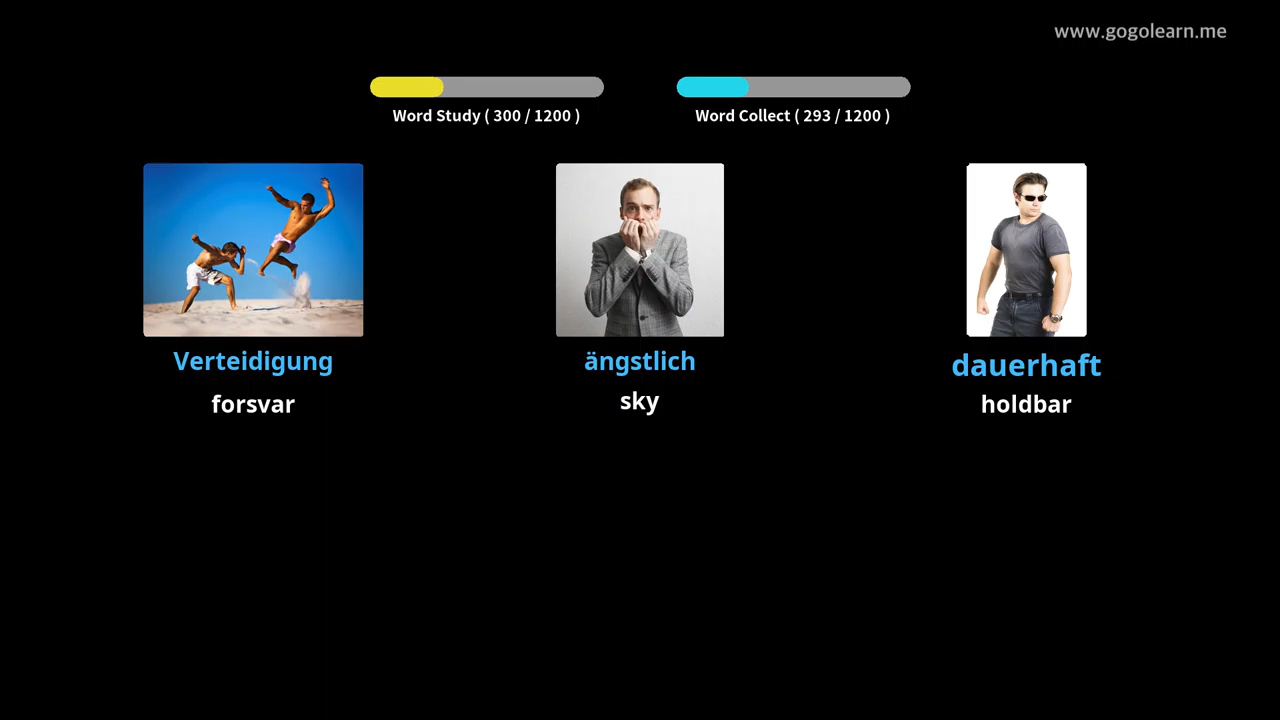 www.gogolearn.me
Word Study ( 300 / 1200 )
Word Collect ( 293 / 1200 )
Verteidigung
forsvar
ängstlich
sky
dauerhaft
holdbar